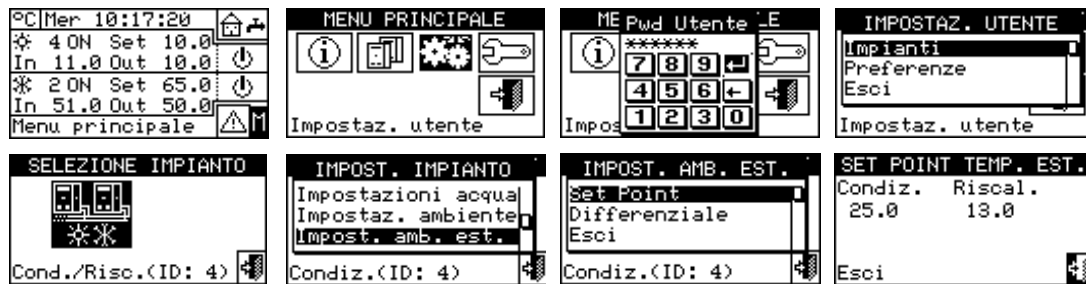 °C Mer 10:17:20
4 ON Set 10.0
In 11.0 Out 10.0
2 ON Set 65.0
In 51.0 Out 50.0
Menu principale M
MENU PRINCIPALE
i
Impostaz. utente
ME Pwd Utente LE
i ******
7 8 9
4 5 6 ←
1 2 3 0
Impos
IMPOSTAZ. UTENTE
Impianti
Preferenze
Esci
Impostaz. utente
SELEZIONE IMPIANTO
Cond./Risc.(ID: 4)
IMPOST. IMPIANTO
Impostazioni acqua
Impostaz. ambiente
Impost. amb. est.
Condiz.(ID: 4)
IMPOST. AMB. EST.
Set Point
Differenziale
Esci
Condiz.(ID: 4)
SET POINT TEMP. EST.
Condiz. Riscal.
25.0 13.0
Esci